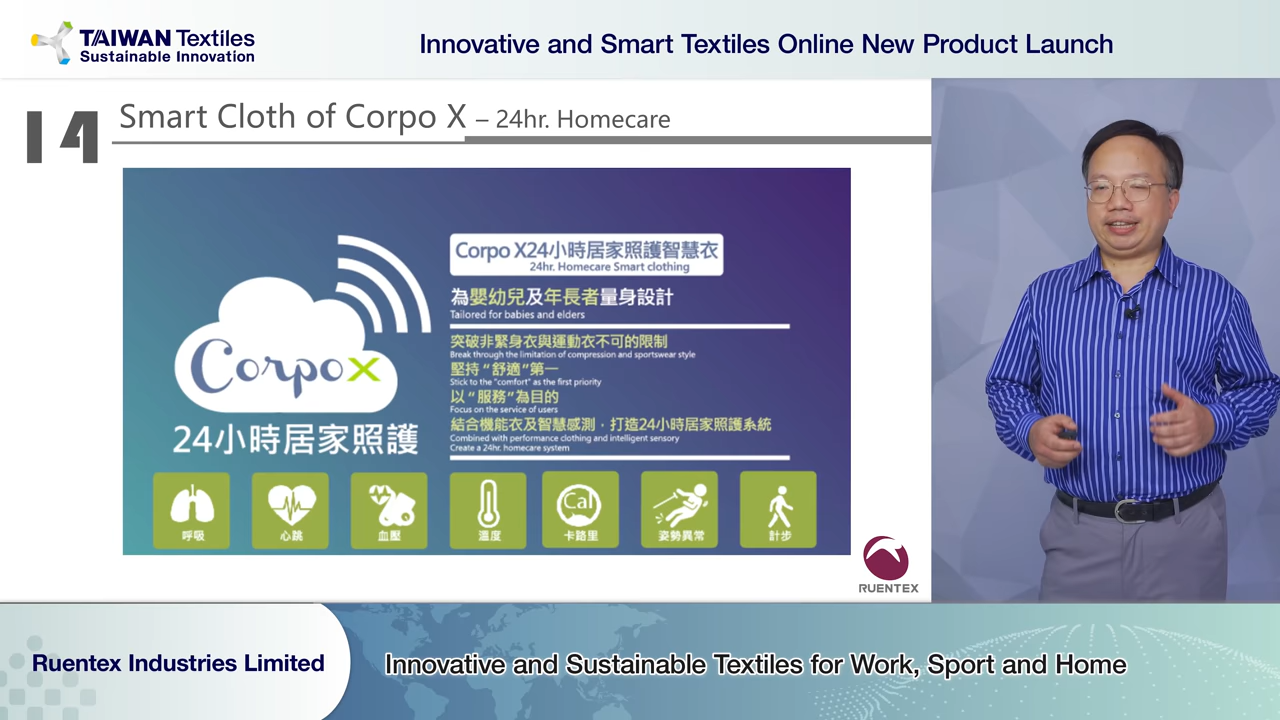 TAIWAN Textiles
Sustainable Innovation
Innovative and Smart Textiles Online New Product Launch
14
Smart Cloth of Corpo X – 24hr. Homecare
Corpo X24小時居家照護智慧衣
24hr. Homecare Smart clothing
為嬰幼兒及年長者量身設計
Tailored for babies and elders
突破非緊身衣與運動衣不可的限制
Break through the limitation of compression and sportswear style
堅持“舒適”第一
Stick to the "comfort" as the first priority
以“服務”為目的
Focus on the service of users
結合機能衣及智慧感測，打造24小時居家照護系統
Combined with performance clothing and intelligent sensory
Create a 24hr. homecare system
Corpo x
24小時居家照護
呼吸
心跳
血壓
溫度
Cal
卡路里
姿勢異常
計步
RUENTEX
Ruentex Industries Limited
Innovative and Sustainable Textiles for Work, Sport and Home